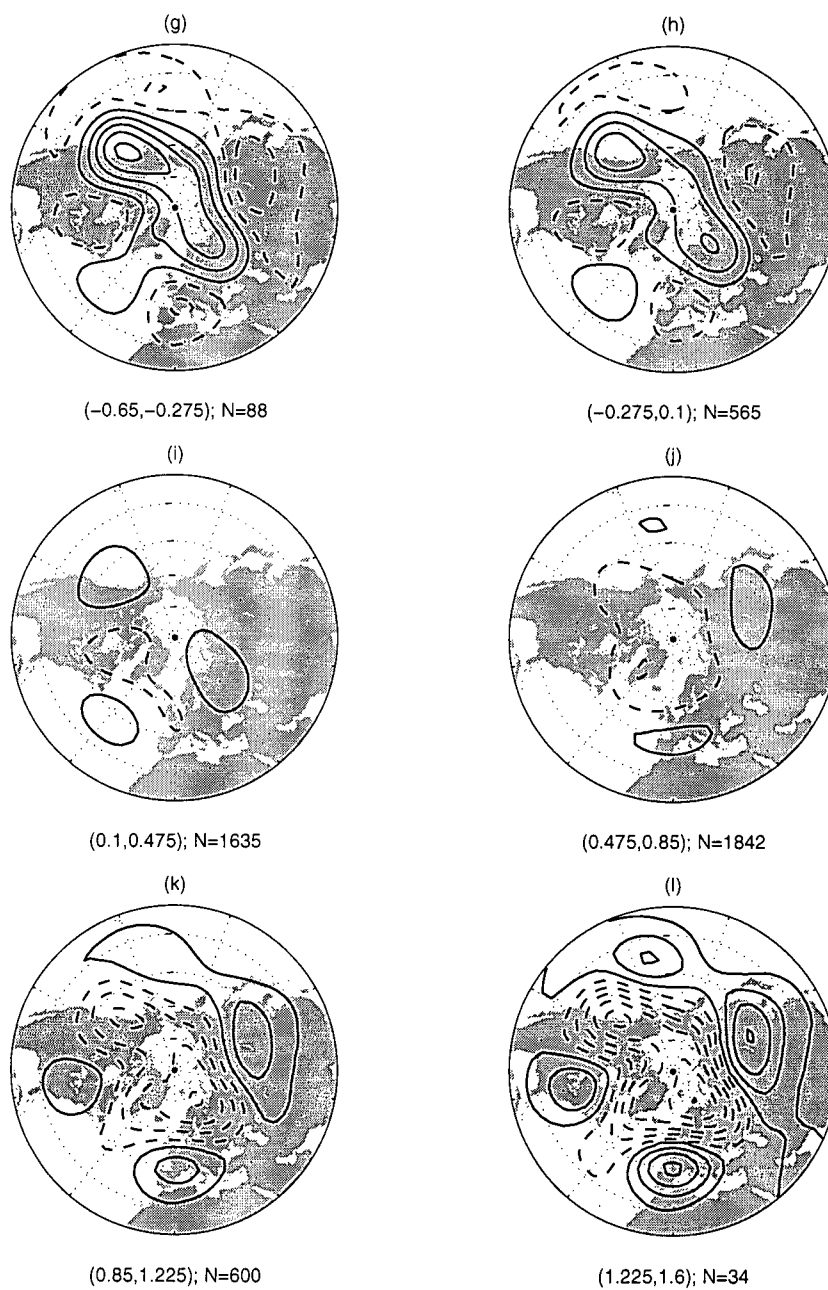 (g)
(h)
(−0.65,−0.275); N=88
(−0.275,0.1); N=565
(i)
(j)
(0.1,0.475); N=1635
(0.475,0.85); N=1842
(k)
(l)
(0.85,1.225); N=600
(1.225,1.6); N=34